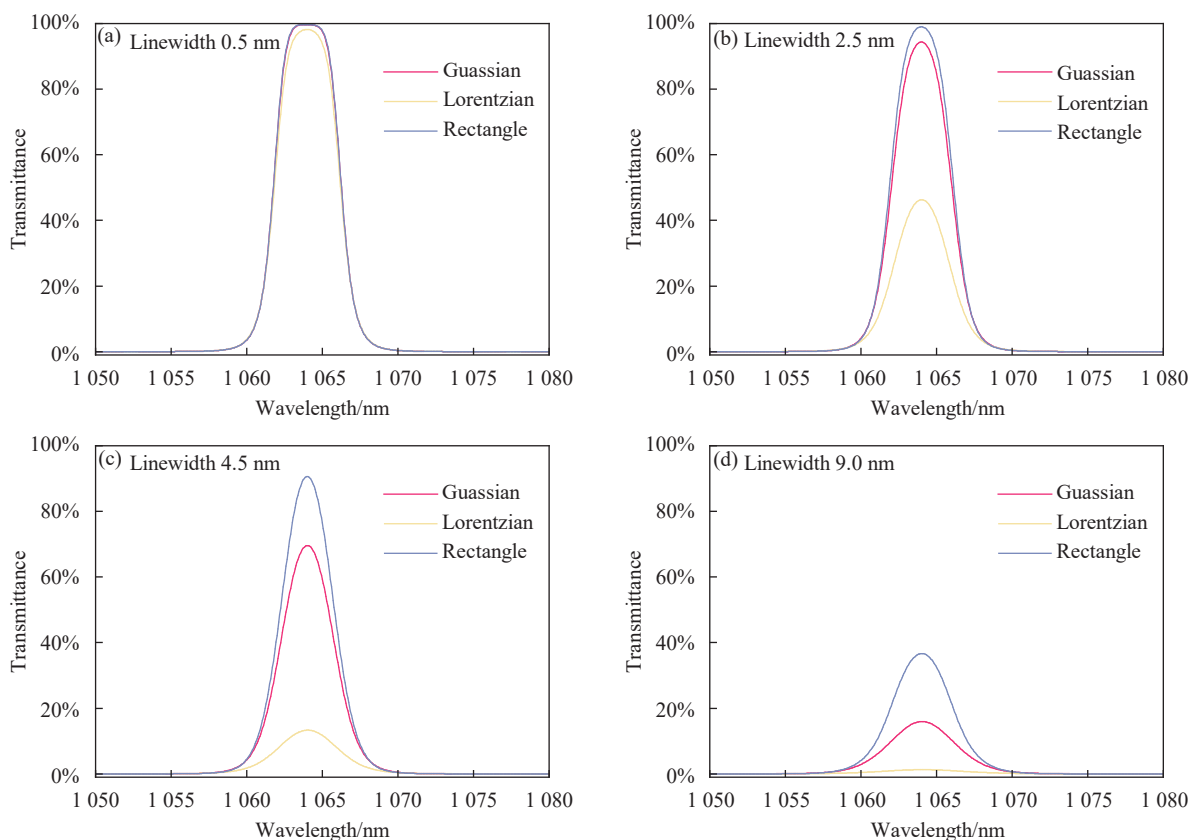 (a) Linewidth 0.5 nm
100%
80%
60%
40%
20%
0%
Transmittance
Guassian
Lorentzian
Rectangle
1 050 1 055 1 060 1 065 1 070 1 075 1 080
Wavelength/nm
(b) Linewidth 2.5 nm
100%
80%
60%
40%
20%
0%
Transmittance
Guassian
Lorentzian
Rectangle
1 050 1 055 1 060 1 065 1 070 1 075 1 080
Wavelength/nm
(c) Linewidth 4.5 nm
100%
80%
60%
40%
20%
0%
Transmittance
Guassian
Lorentzian
Rectangle
1 050 1 055 1 060 1 065 1 070 1 075 1 080
Wavelength/nm
(d) Linewidth 9.0 nm
100%
80%
60%
40%
20%
0%
Transmittance
Guassian
Lorentzian
Rectangle
1 050 1 055 1 060 1 065 1 070 1 075 1 080
Wavelength/nm